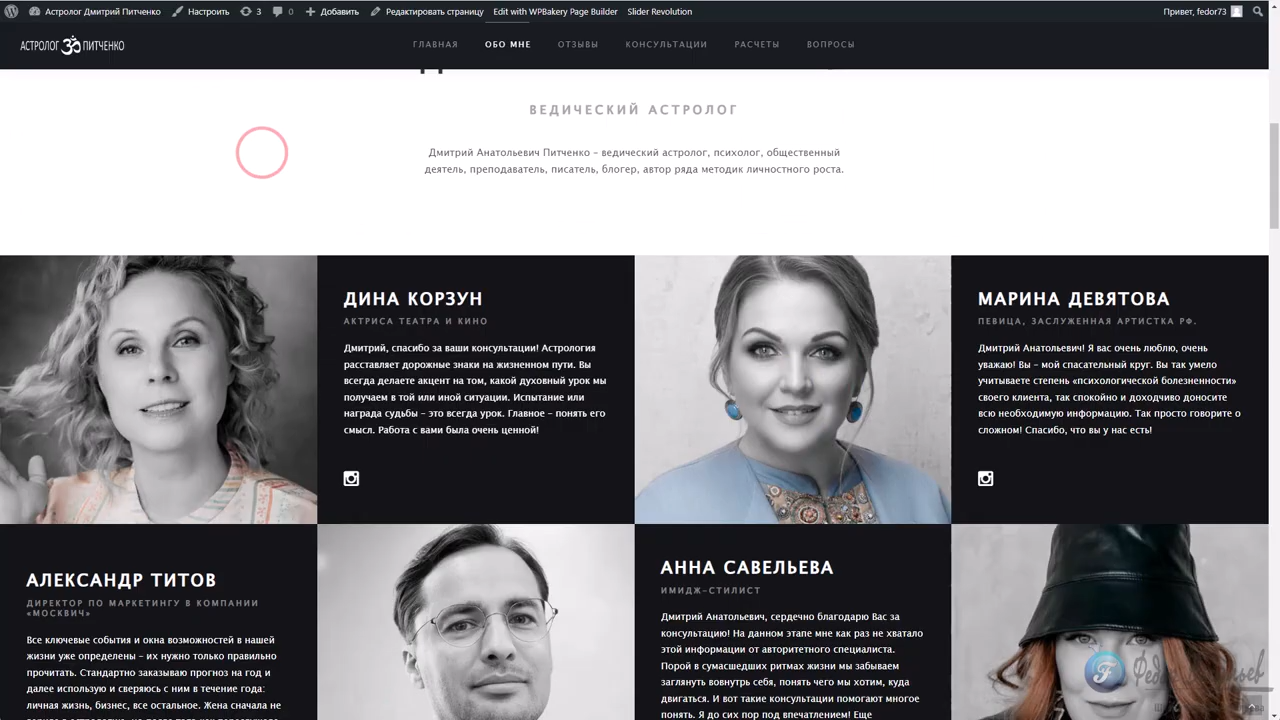 Астролог Дмитрий Питченко Настроить 3 0 Добавить Редактировать страницу Edit with WPBakery Page Builder Slider Revolution Привет, fedor73
АСТРОЛОГ ПИТЧЕНКО
ГЛАВНАЯ ОБО МНЕ ОТЗЫВЫ КОНСУЛЬТАЦИИ РАСЧЕТЫ ВОПРОСЫ
ВЕДИЧЕСКИЙ АСТРОЛОГ
Дмитрий Анатольевич Питченко – ведический астролог, психолог, общественный
деятель, преподаватель, писатель, блогер, автор ряда методик личностного роста.
ДИНА КОРЗУН
АКТРИСА ТЕАТРА И КИНО
Дмитрий, спасибо за ваши консультации! Астрология
расставляет дорожные знаки на жизненном пути. Вы
всегда делаете акцент на том, какой духовный урок мы
получаем в той или иной ситуации. Испытание или
награда судьбы – это всегда урок. Главное – понять его
смысл. Работа с вами была очень ценной!
МАРИНА ДЕВЯТОВА
ПЕВИЦА, ЗАСЛУЖЕННАЯ АРТИСТКА РФ.
Дмитрий Анатольевич! Я вас очень люблю, очень
уважаю! Вы – мой спасательный круг. Вы так умело
учитываете степень «психологической болезненности»
своего клиента, так спокойно и доходчиво доносите
всю необходимую информацию. Так просто говорите о
сложном! Спасибо, что вы у нас есть!
АЛЕКСАНДР ТИТОВ
ДИРЕКТОР ПО МАРКЕТИНГУ В КОМПАНИИ
«МОСКВИЧ»
Все ключевые события и окна возможностей в нашей
жизни уже определены – их нужно только правильно
прочитать. Стандартно заказываю прогноз на год и
далее использую и сверяюсь с ним в течение года:
личная жизнь, бизнес, все остальное. Жена сначала не
АННА САВЕЛЬЕВА
ИМИДЖ-СТИЛИСТ
Дмитрий Анатольевич, сердечно благодарю Вас за
консультацию! На данном этапе мне как раз не хватало
этой информации от авторитетного специалиста.
Порой в сумасшедших ритмах жизни мы забываем
заглянуть вовнутрь себя, понять чего мы хотим, куда
двигаться. И вот такие консультации помогают многое
понять. Я до сих пор под впечатлением! Еще